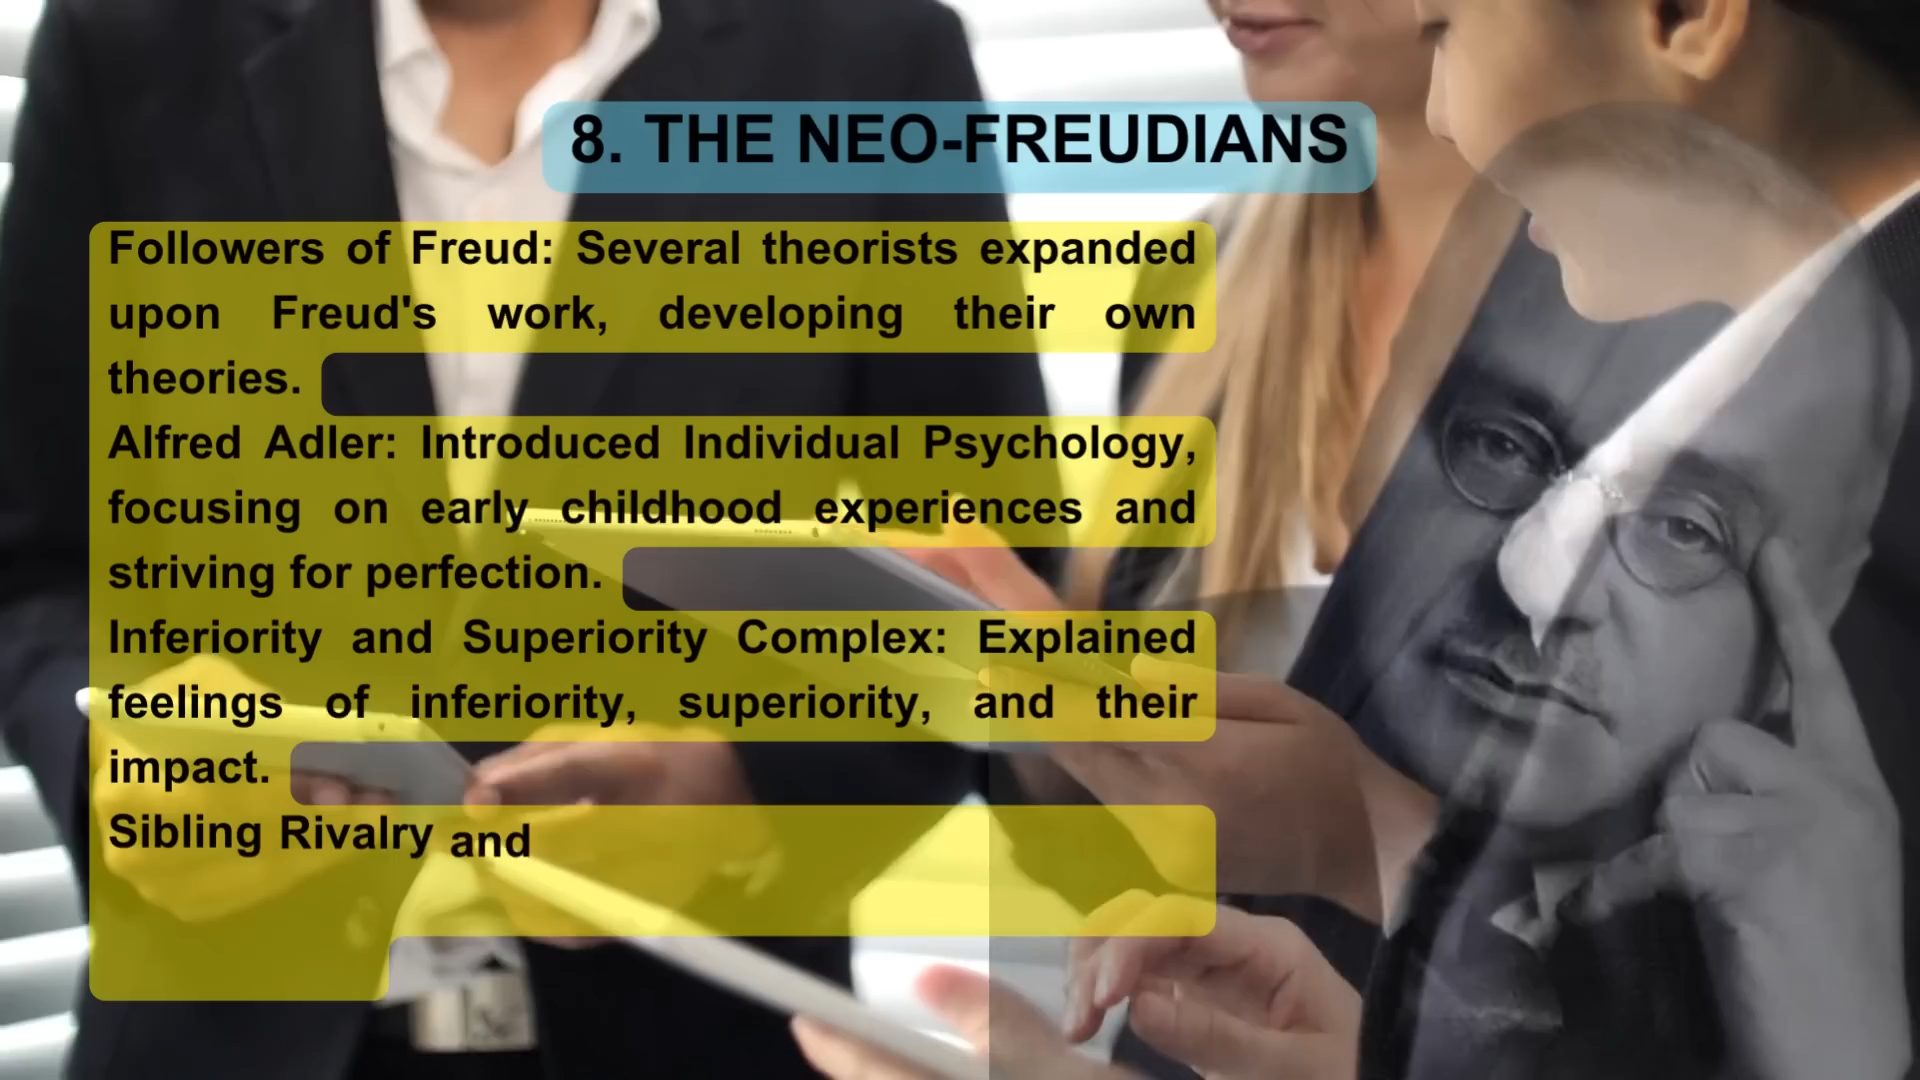 8. THE NEO-FREUDIANS
Followers of Freud: Several theorists expanded
upon Freud's work, developing their own
theories.
Alfred Adler: Introduced Individual Psychology,
focusing on early childhood experiences and
striving for perfection.
Inferiority and Superiority Complex: Explained
feelings of inferiority, superiority, and their
impact.
Sibling Rivalry and